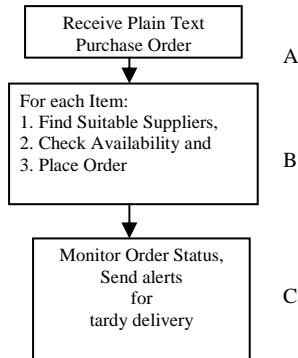 Receive Plain Text
Purchase Order
A
For each Item:
1. Find Suitable Suppliers,
2. Check Availability and
3. Place Order
B
Monitor Order Status,
Send alerts
for
tardy delivery
C